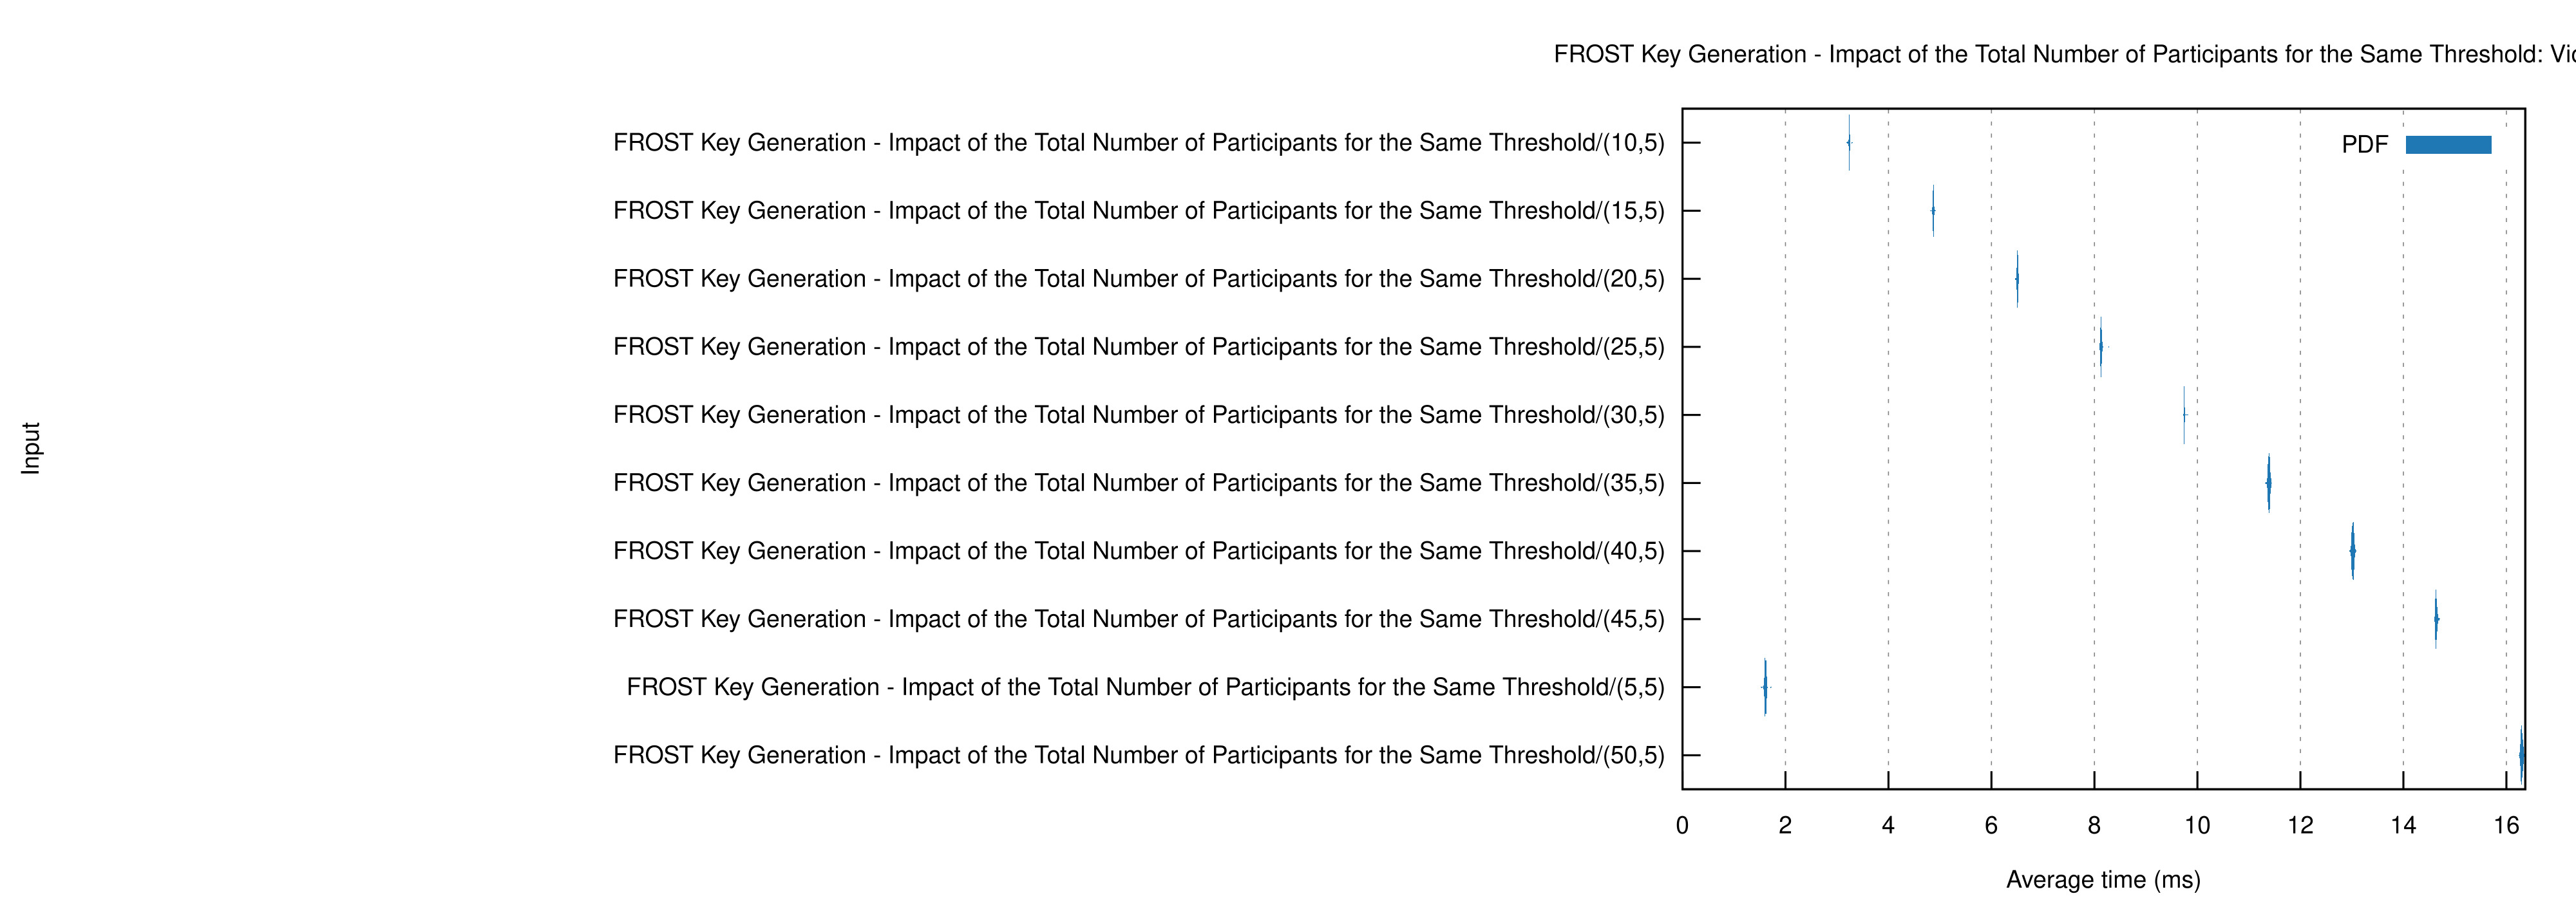 FROST Key Generation - Impact of the Total Number of Participants for the Same Threshold: Vio
PDF
FROST Key Generation - Impact of the Total Number of Participants for the Same Threshold/(10,5)
FROST Key Generation - Impact of the Total Number of Participants for the Same Threshold/(15,5)
FROST Key Generation - Impact of the Total Number of Participants for the Same Threshold/(20,5)
FROST Key Generation - Impact of the Total Number of Participants for the Same Threshold/(25,5)
FROST Key Generation - Impact of the Total Number of Participants for the Same Threshold/(30,5)
FROST Key Generation - Impact of the Total Number of Participants for the Same Threshold/(35,5)
FROST Key Generation - Impact of the Total Number of Participants for the Same Threshold/(40,5)
FROST Key Generation - Impact of the Total Number of Participants for the Same Threshold/(45,5)
FROST Key Generation - Impact of the Total Number of Participants for the Same Threshold/(5,5)
FROST Key Generation - Impact of the Total Number of Participants for the Same Threshold/(50,5)
Input
0 2 4 6 8 10 12 14 16
Average time (ms)